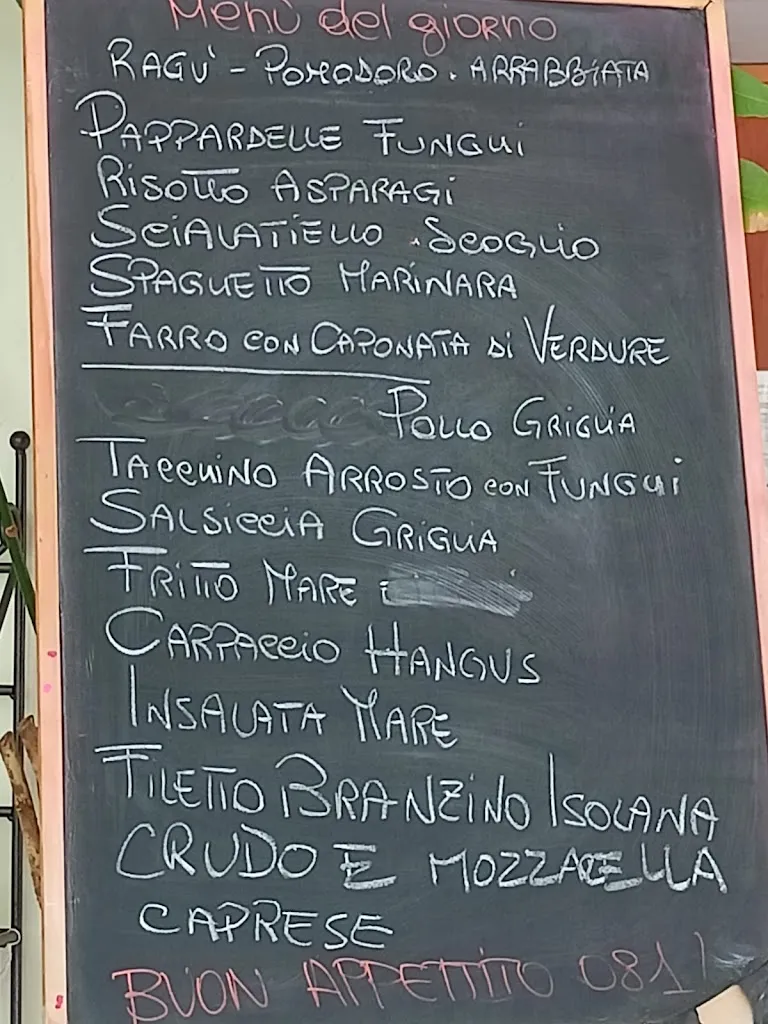 Menù del giorno
RAGU' - POMODORO. ARRABBIATA
PAPPARDELLE FUNGHI
RISOTTO ASPARAGI
SCIALATIELLO . SCOGLIO
SPAGHETTO MARINARA
FARRO CON CAPONATA DI VERDURE
POLLO GRIGLIA
TACCHINO ARROSTO CON FUNGHI
SALSICCIA GRIGLIA
FRITTO MARE
CARPACCIO HANGUS
INSALATA MARE
FILETTO BRANZINO ISOLANA
CRUDO E MOZZARELLA
CAPRESE
BUON APPETTITO 081!